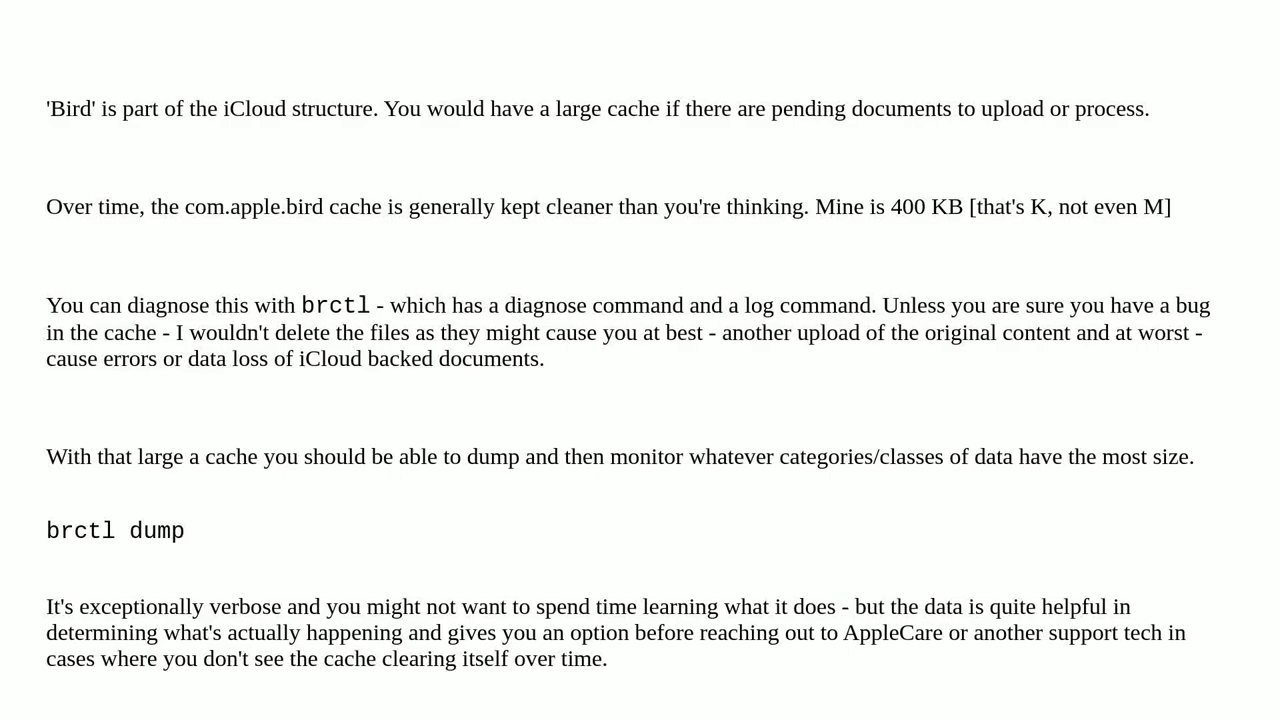 'Bird' is part of the iCloud structure. You would have a large cache if there are pending documents to upload or process.
Over time, the com.apple.bird cache is generally kept cleaner than you're thinking. Mine is 400 KB [that's K, not even M]
You can diagnose this with brctl - which has a diagnose command and a log command. Unless you are sure you have a bug
in the cache - I wouldn't delete the files as they might cause you at best - another upload of the original content and at worst -
cause errors or data loss of iCloud backed documents.
With that large a cache you should be able to dump and then monitor whatever categories/classes of data have the most size.
brctl dump
It's exceptionally verbose and you might not want to spend time learning what it does - but the data is quite helpful in
determining what's actually happening and gives you an option before reaching out to AppleCare or another support tech in
cases where you don't see the cache clearing itself over time.